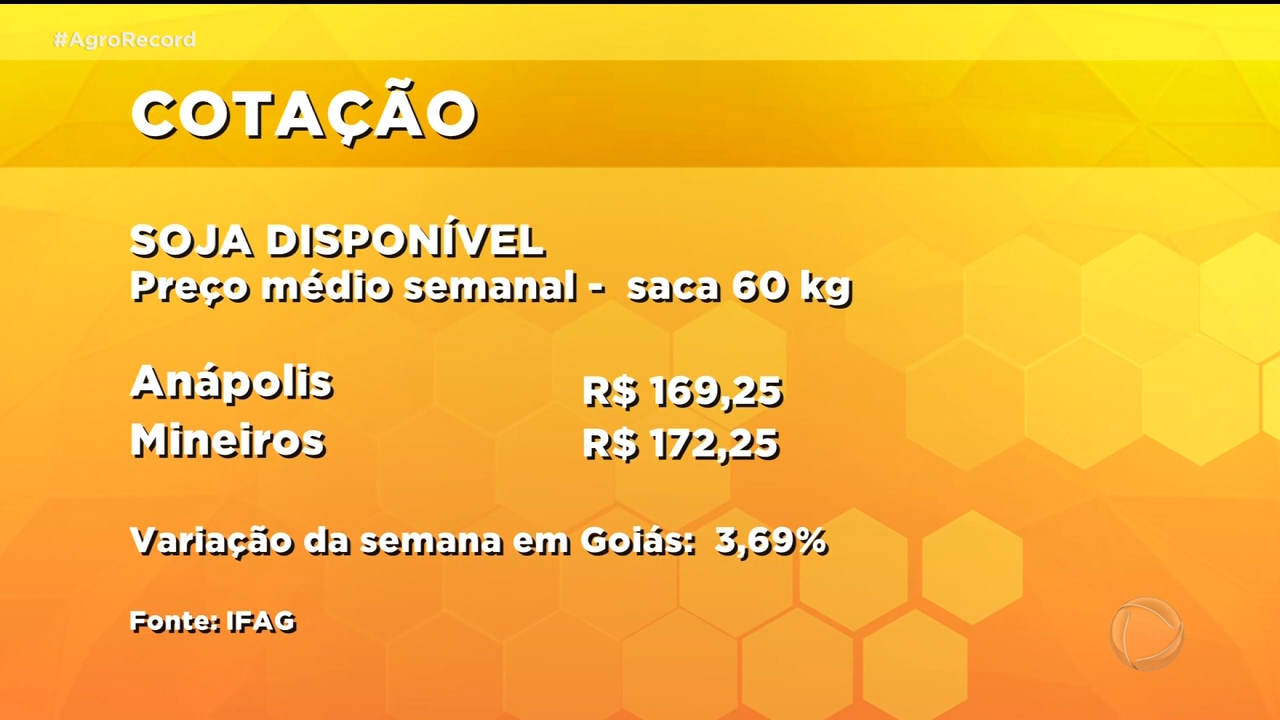 #AgroRecord
COTAÇÃO
SOJA DISPONÍVEL
Preço médio semanal - saca 60 kg
Anápolis R$ 169,25
Mineiros R$ 172,25
Variação da semana em Goiás: 3,69%
Fonte: IFAG